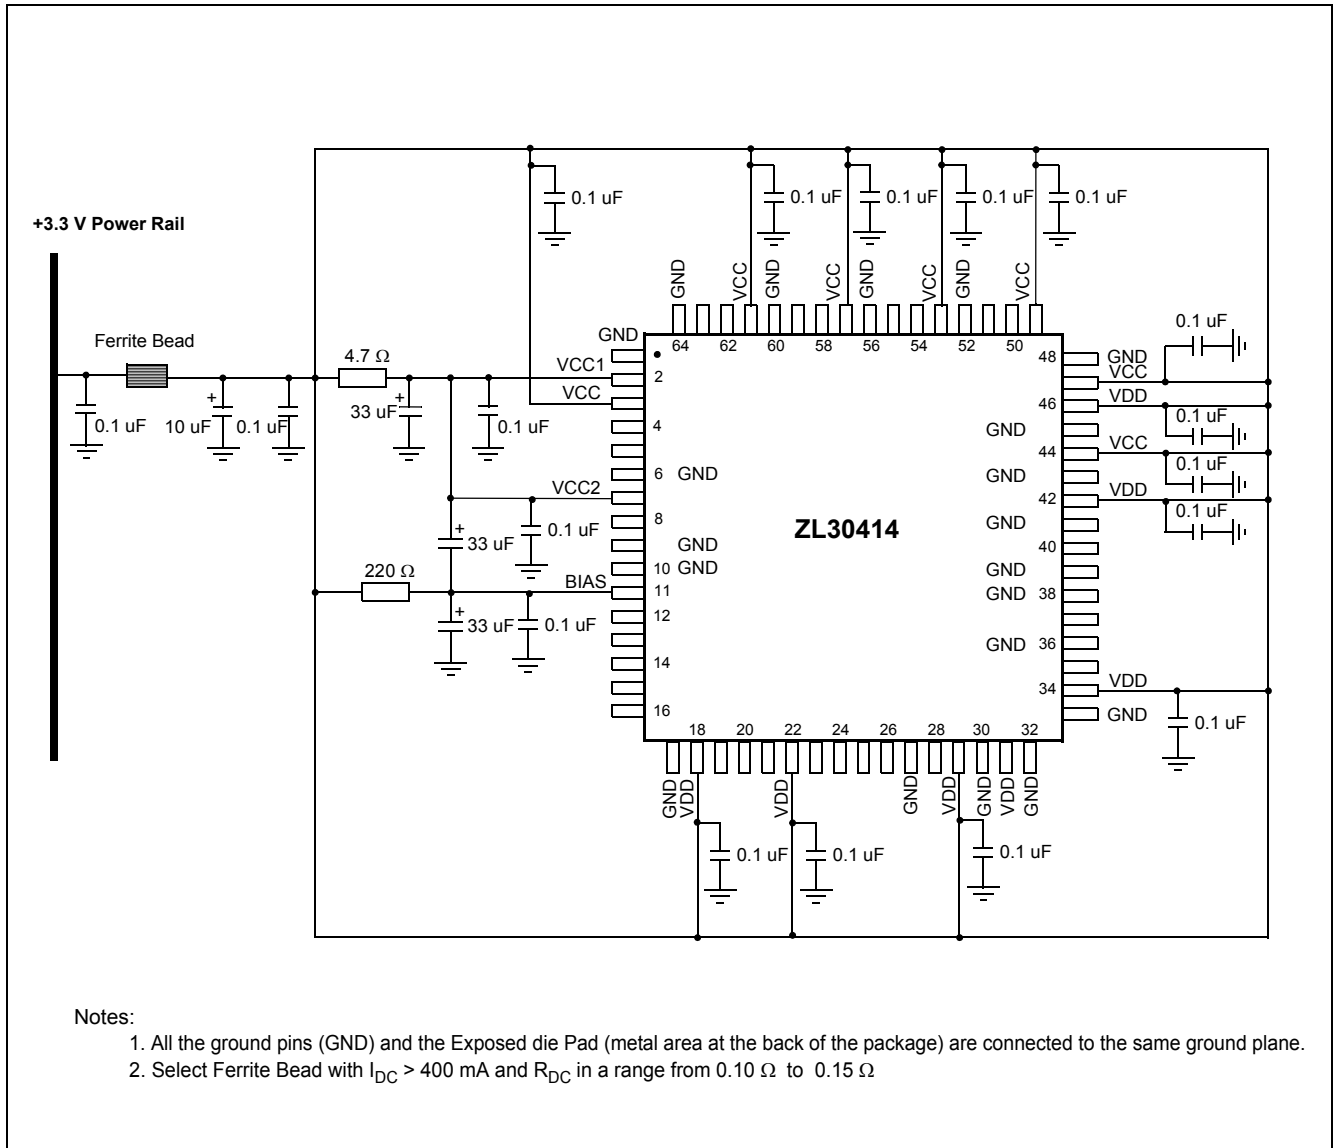 0.1 uF 0.1 uF 0.1 uF 0.1 uF 0.1 uF
+3.3 V Power Rail
GND VCC GND VCC GND VCC GND VCC
64 62 60 58 56 54 52 50
Ferrite Bead
4.7 Ω
+
10 uF
0.1 uF
0.1 uF
+
33 uF
0.1 uF
GND
VCC1
2
VCC
4
6 GND
VCC2
8
+
33 uF
0.1 uF
GND
10 GND
220 Ω
BIAS
11
+
33 uF
0.1 uF
12
14
16
ZL30414
48 GND
VCC
0.1 uF
46 VDD
0.1 uF
GND
44 VCC
0.1 uF
GND
42 VDD
0.1 uF
GND
40
GND
GND 38
GND 36
34 VDD
0.1 uF
GND
18 20 22 24 26 28 30 32
GND VDD VDD GND VDD GND VDD GND
0.1 uF 0.1 uF 0.1 uF
Notes:
1. All the ground pins (GND) and the Exposed die Pad (metal area at the back of the package) are connected to the same ground plane.
2. Select Ferrite Bead with IDC > 400 mA and RDC in a range from 0.10 Ω to 0.15 Ω